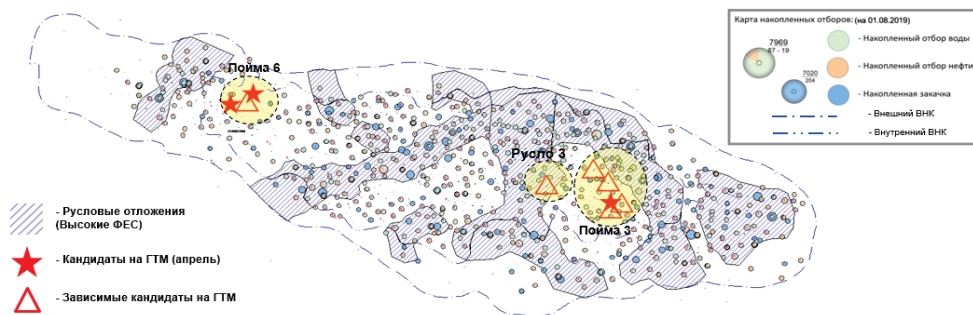 Карта накопленных отборов: (на 01.08.2019)
7969
87 - 19
- Накопленный отбор воды
- Накопленный отбор нефти
7020
204
- Накопленная закачка
- Внешний ВНК
- Внутренний ВНК
Пойма 6
Русло 3
Пойма 3
- Русловые отложения
(Высокие ФЕС)
- Кандидаты на ГТМ (апрель)
- Зависимые кандидаты на ГТМ